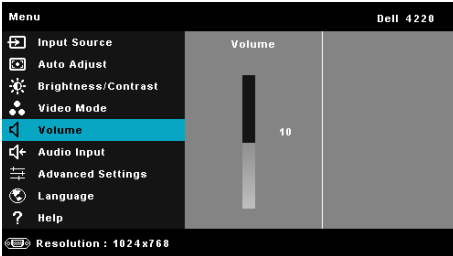 Menu
Dell 4220
Input Source
Volume
Auto Adjust
Brightness/Contrast
Video Mode
Volume
10
Audio Input
Advanced Settings
Language
? Help
Resolution : 1024x768